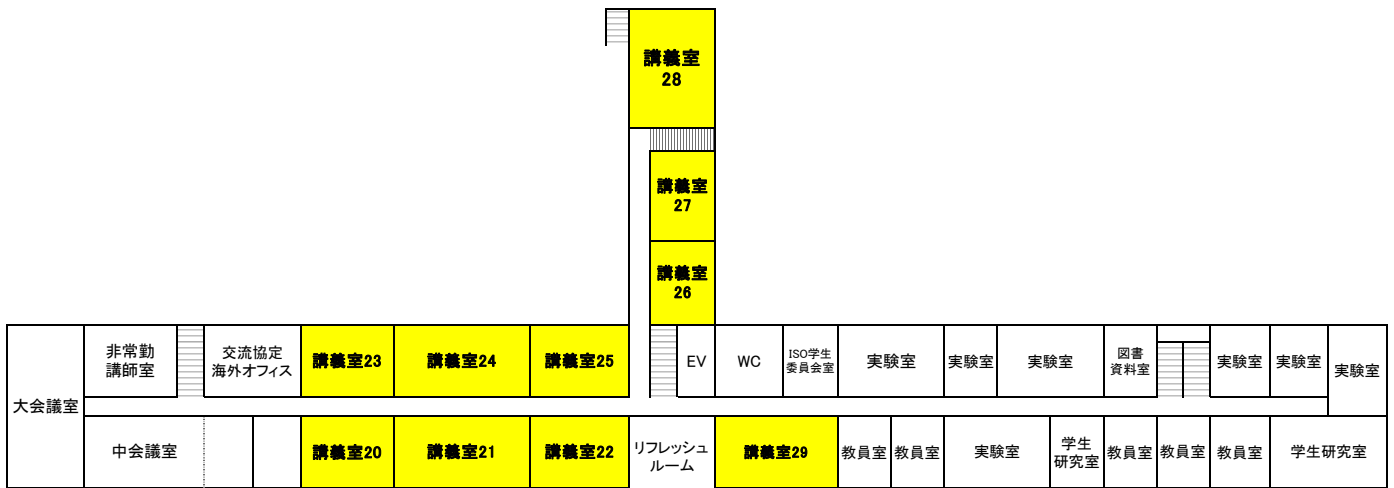 講義室
28
講義室
27
講義室
26
大会議室
非常勤
講師室
交流協定
海外オフィス
講義室23
講義室24
講義室25
EV
WC
ISO学生
委員会室
実験室
実験室
実験室
図書
資料室
実験室
実験室
実験室
中会議室
講義室20
講義室21
講義室22
リフレッシュ
ルーム
講義室29
教員室
教員室
実験室
学生
研究室
教員室
教員室
教員室
学生研究室